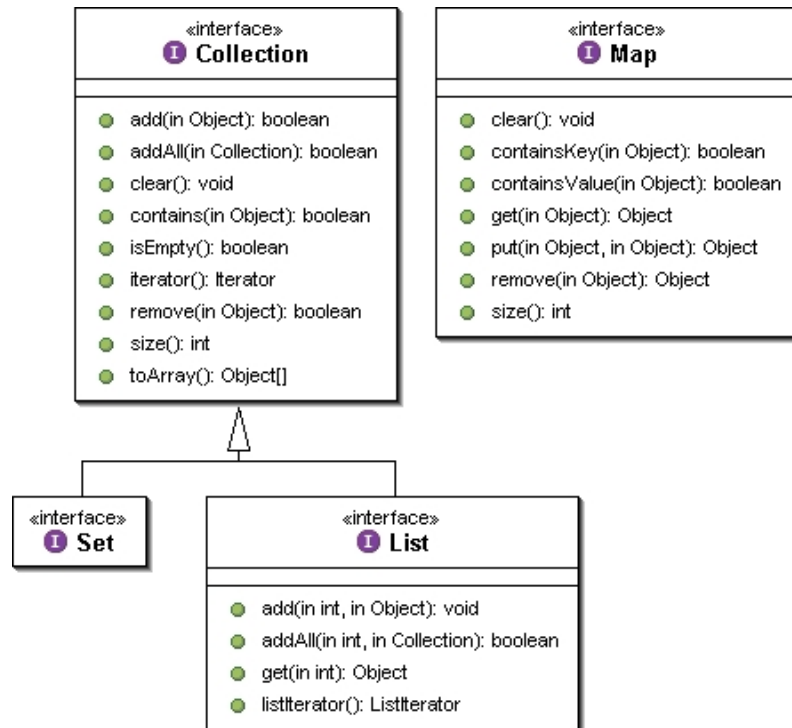 «interface»
I Collection
add(in Object): boolean
addAll(in Collection): boolean
clear(): void
contains(in Object): boolean
isEmpty(): boolean
iterator(): Iterator
remove(in Object): boolean
size(): int
toArray(): Object[]
«interface»
I Map
clear(): void
containsKey(in Object): boolean
containsValue(in Object): boolean
get(in Object): Object
put(in Object, in Object): Object
remove(in Object): Object
size(): int
«interface»
I Set
«interface»
I List
add(in int, in Object): void
addAll(in int, in Collection): boolean
get(in int): Object
listIterator(): ListIterator